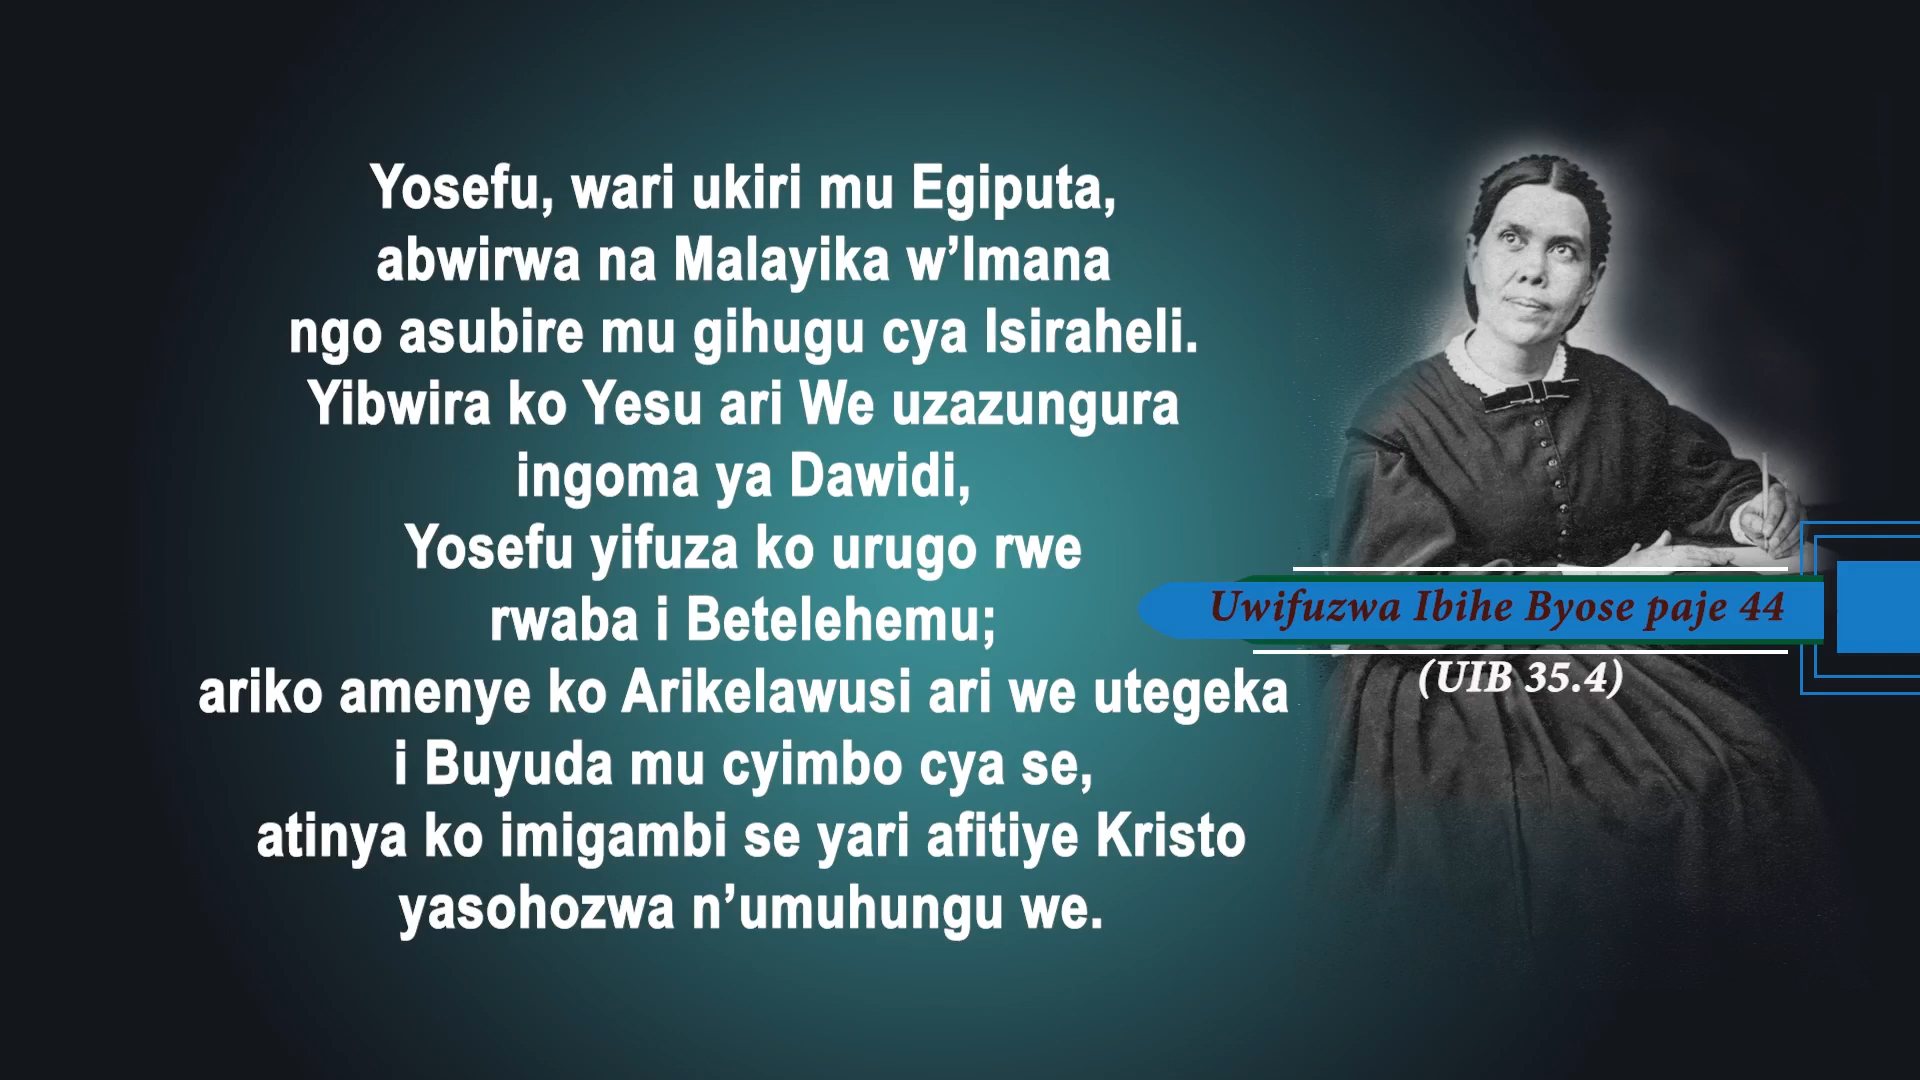 Yosefu, wari ukiri mu Egiputa,
abwirwa na Malayika w’Imana
ngo asubire mu gihugu cya Isiraheli.
Yibwira ko Yesu ari We uzazungura
ingoma ya Dawidi,
Yosefu yifuza ko urugo rwe
rwaba i Betelehemu;
ariko amenye ko Arikelawusi ari we utegeka
i Buyuda mu cyimbo cya se,
atinya ko imigambi se yari afitiye Kristo
yasohozwa n’umuhungu we.
Uwifuzwa Ibihe Byose paje 44
(UIB 35.4)